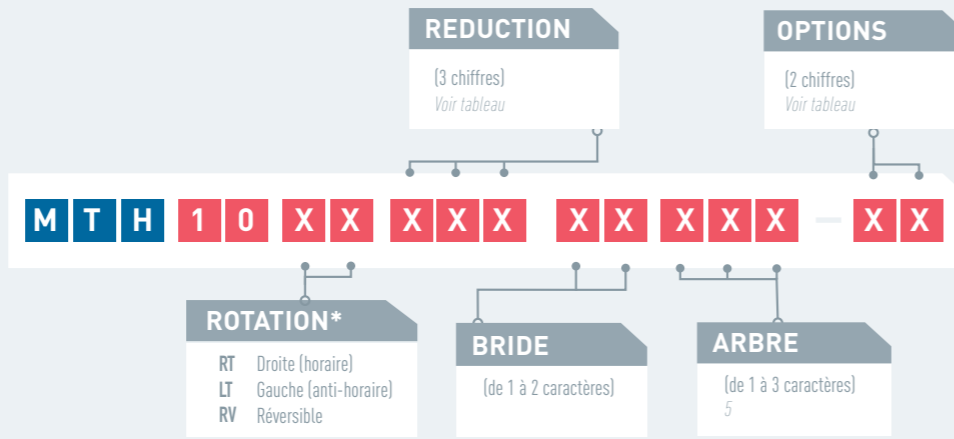 REDUCTION
(3 chiffres)
Voir tableau
OPTIONS
(2 chiffres)
Voir tableau
M T H 1 0 X X X X X X X X X X – X X
ROTATION*
RT Droite (horaire)
LT Gauche (anti-horaire)
RV Réversible
BRIDE
(de 1 à 2 caractères)
ARBRE
(de 1 à 3 caractères)
5